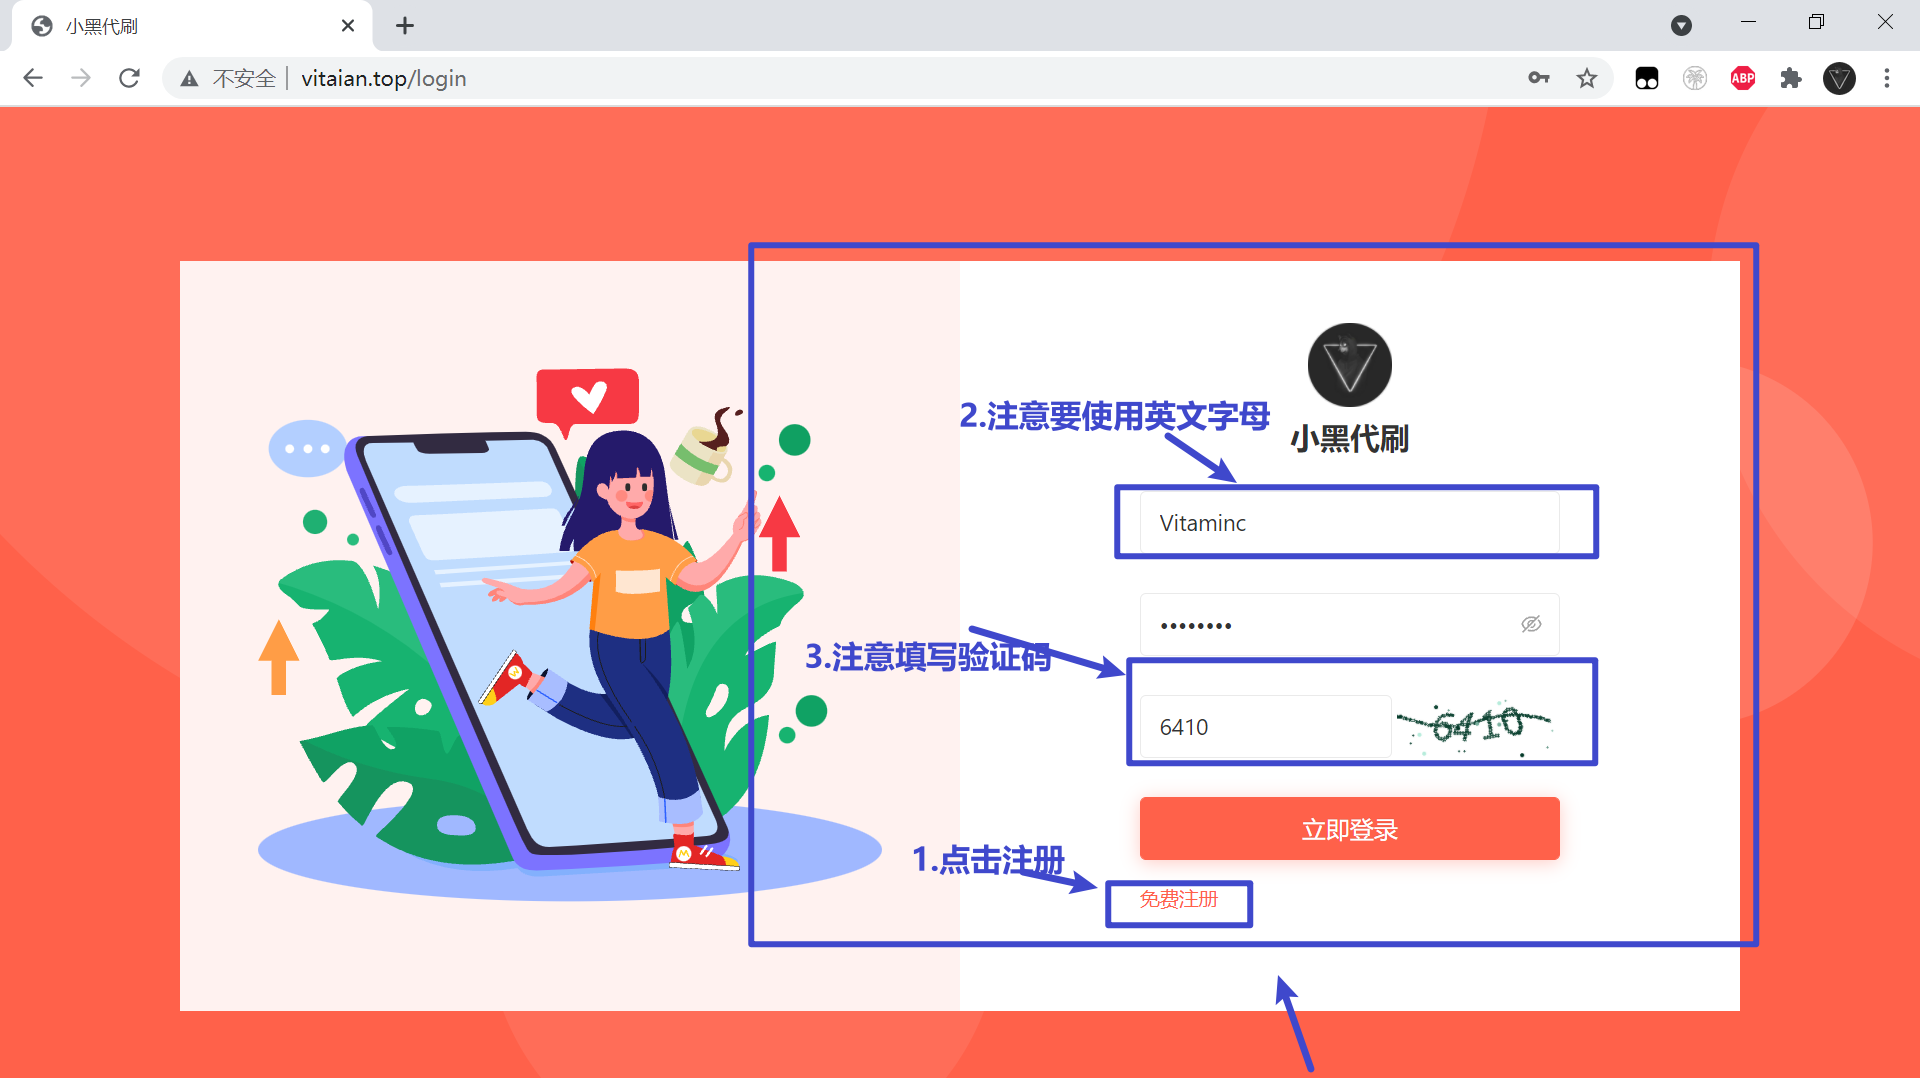 小黑代刷
不安全
vitaian.top/login
ABP
2.注意要使用英文字母
小黑代刷
Vitaminc
••••••••
3.注意填写验证码
6410
6410
立即登录
1.点击注册
免费注册